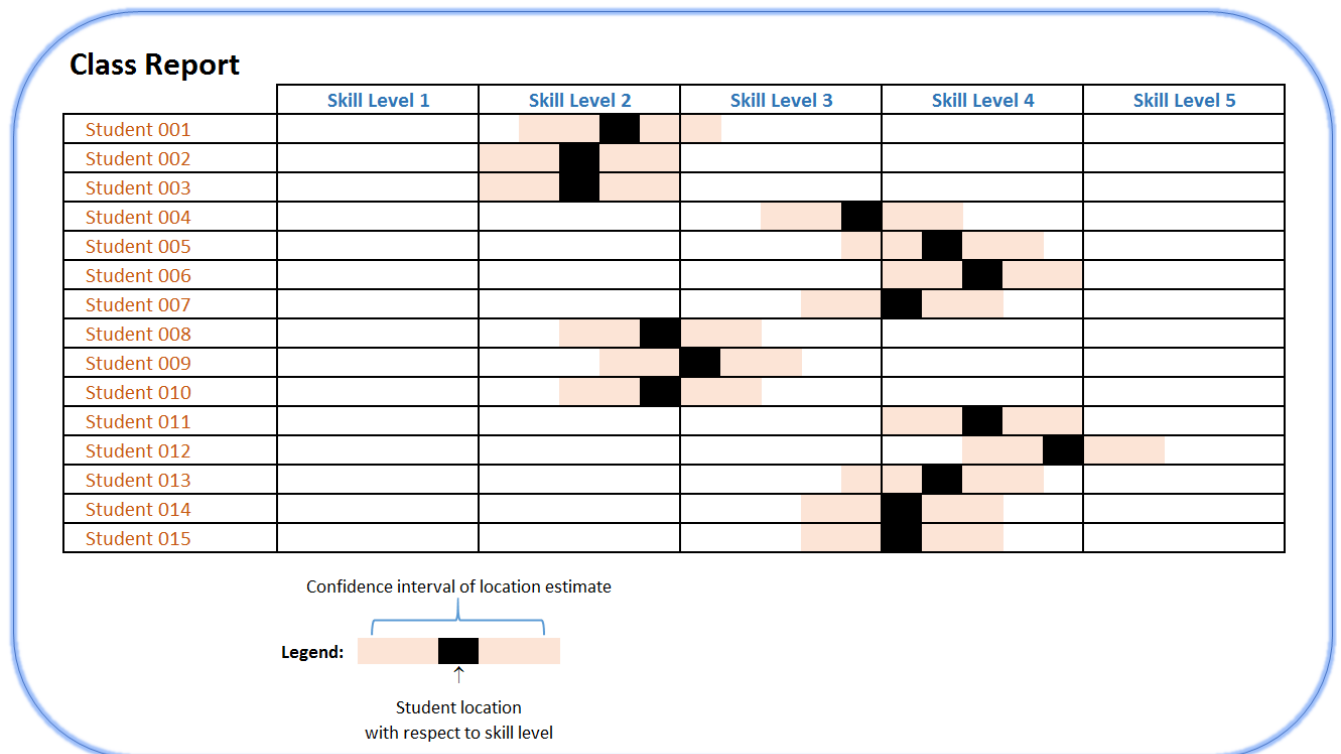 Class Report
Skill Level 1 Skill Level 2 Skill Level 3 Skill Level 4 Skill Level 5
Student 001
Student 002
Student 003
Student 004
Student 005
Student 006
Student 007
Student 008
Student 009
Student 010
Student 011
Student 012
Student 013
Student 014
Student 015
Confidence interval of location estimate
Legend:
Student location
with respect to skill level